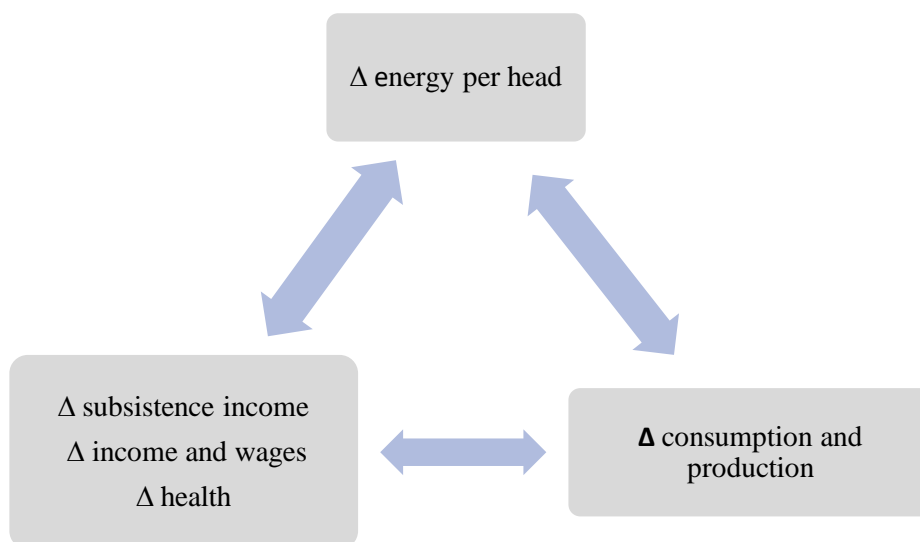 Δ energy per head
Δ subsistence income
Δ income and wages
Δ health
Δ consumption and
production